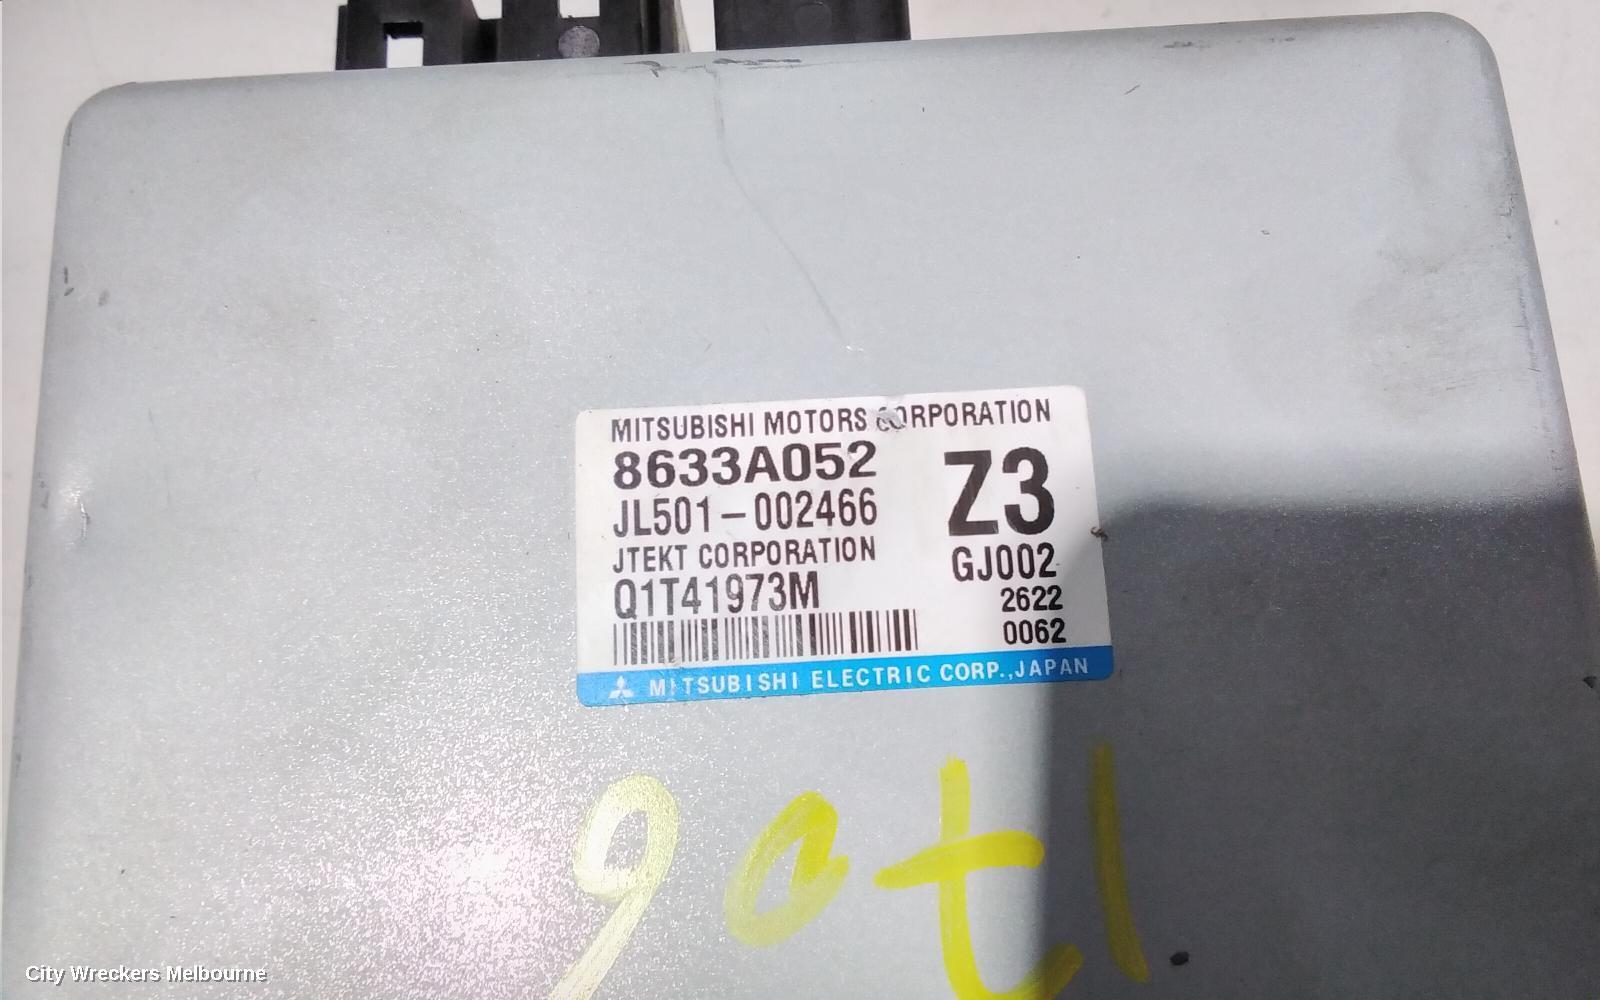 MITSUBISHI MOTORS CORPORATION
8633A052
Z3
JL501-002466
JTEKT CORPORATION
GJ002
Q1T41973M
2622
0062
MITSUBISHI ELECTRIC CORP.,JAPAN
City Wreckers Melbourne